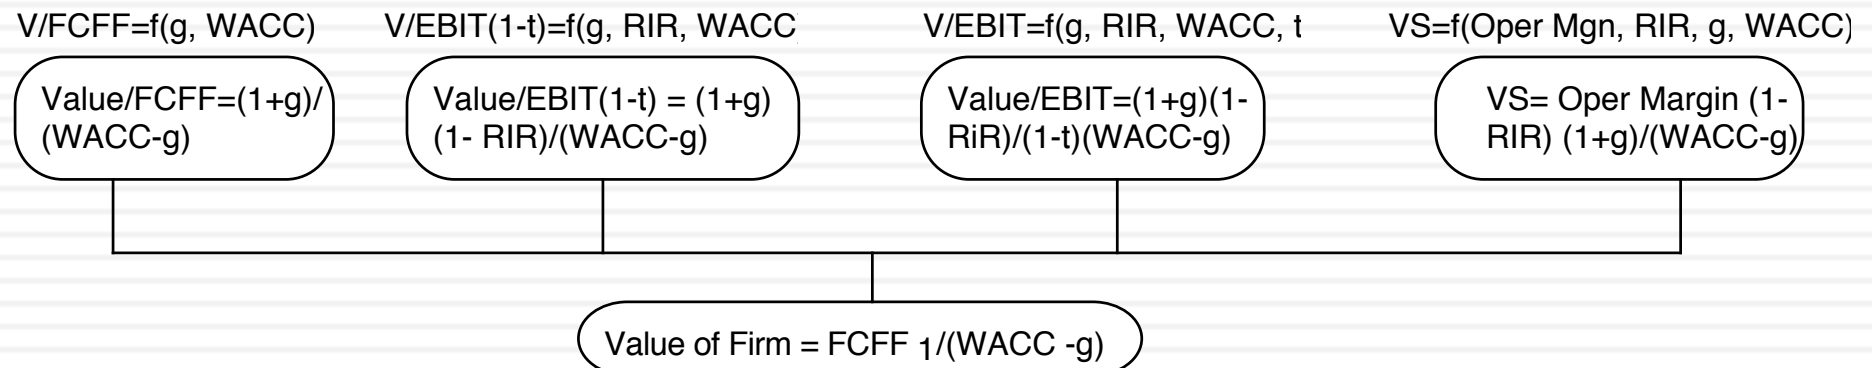 V/FCFF=f(g, WACC)
V/EBIT(1-t)=f(g, RIR, WACC
V/EBIT=f(g, RIR, WACC, t
VS=f(Oper Mgn, RIR, g, WACC)
Value/FCFF=(1+g)/
(WACC-g)
Value/EBIT(1-t) = (1+g)
(1- RIR)/(WACC-g)
Value/EBIT=(1+g)(1-
RiR)/(1-t)(WACC-g)
VS= Oper Margin (1-
RIR) (1+g)/(WACC-g)
Value of Firm = FCFF 1/(WACC -g)